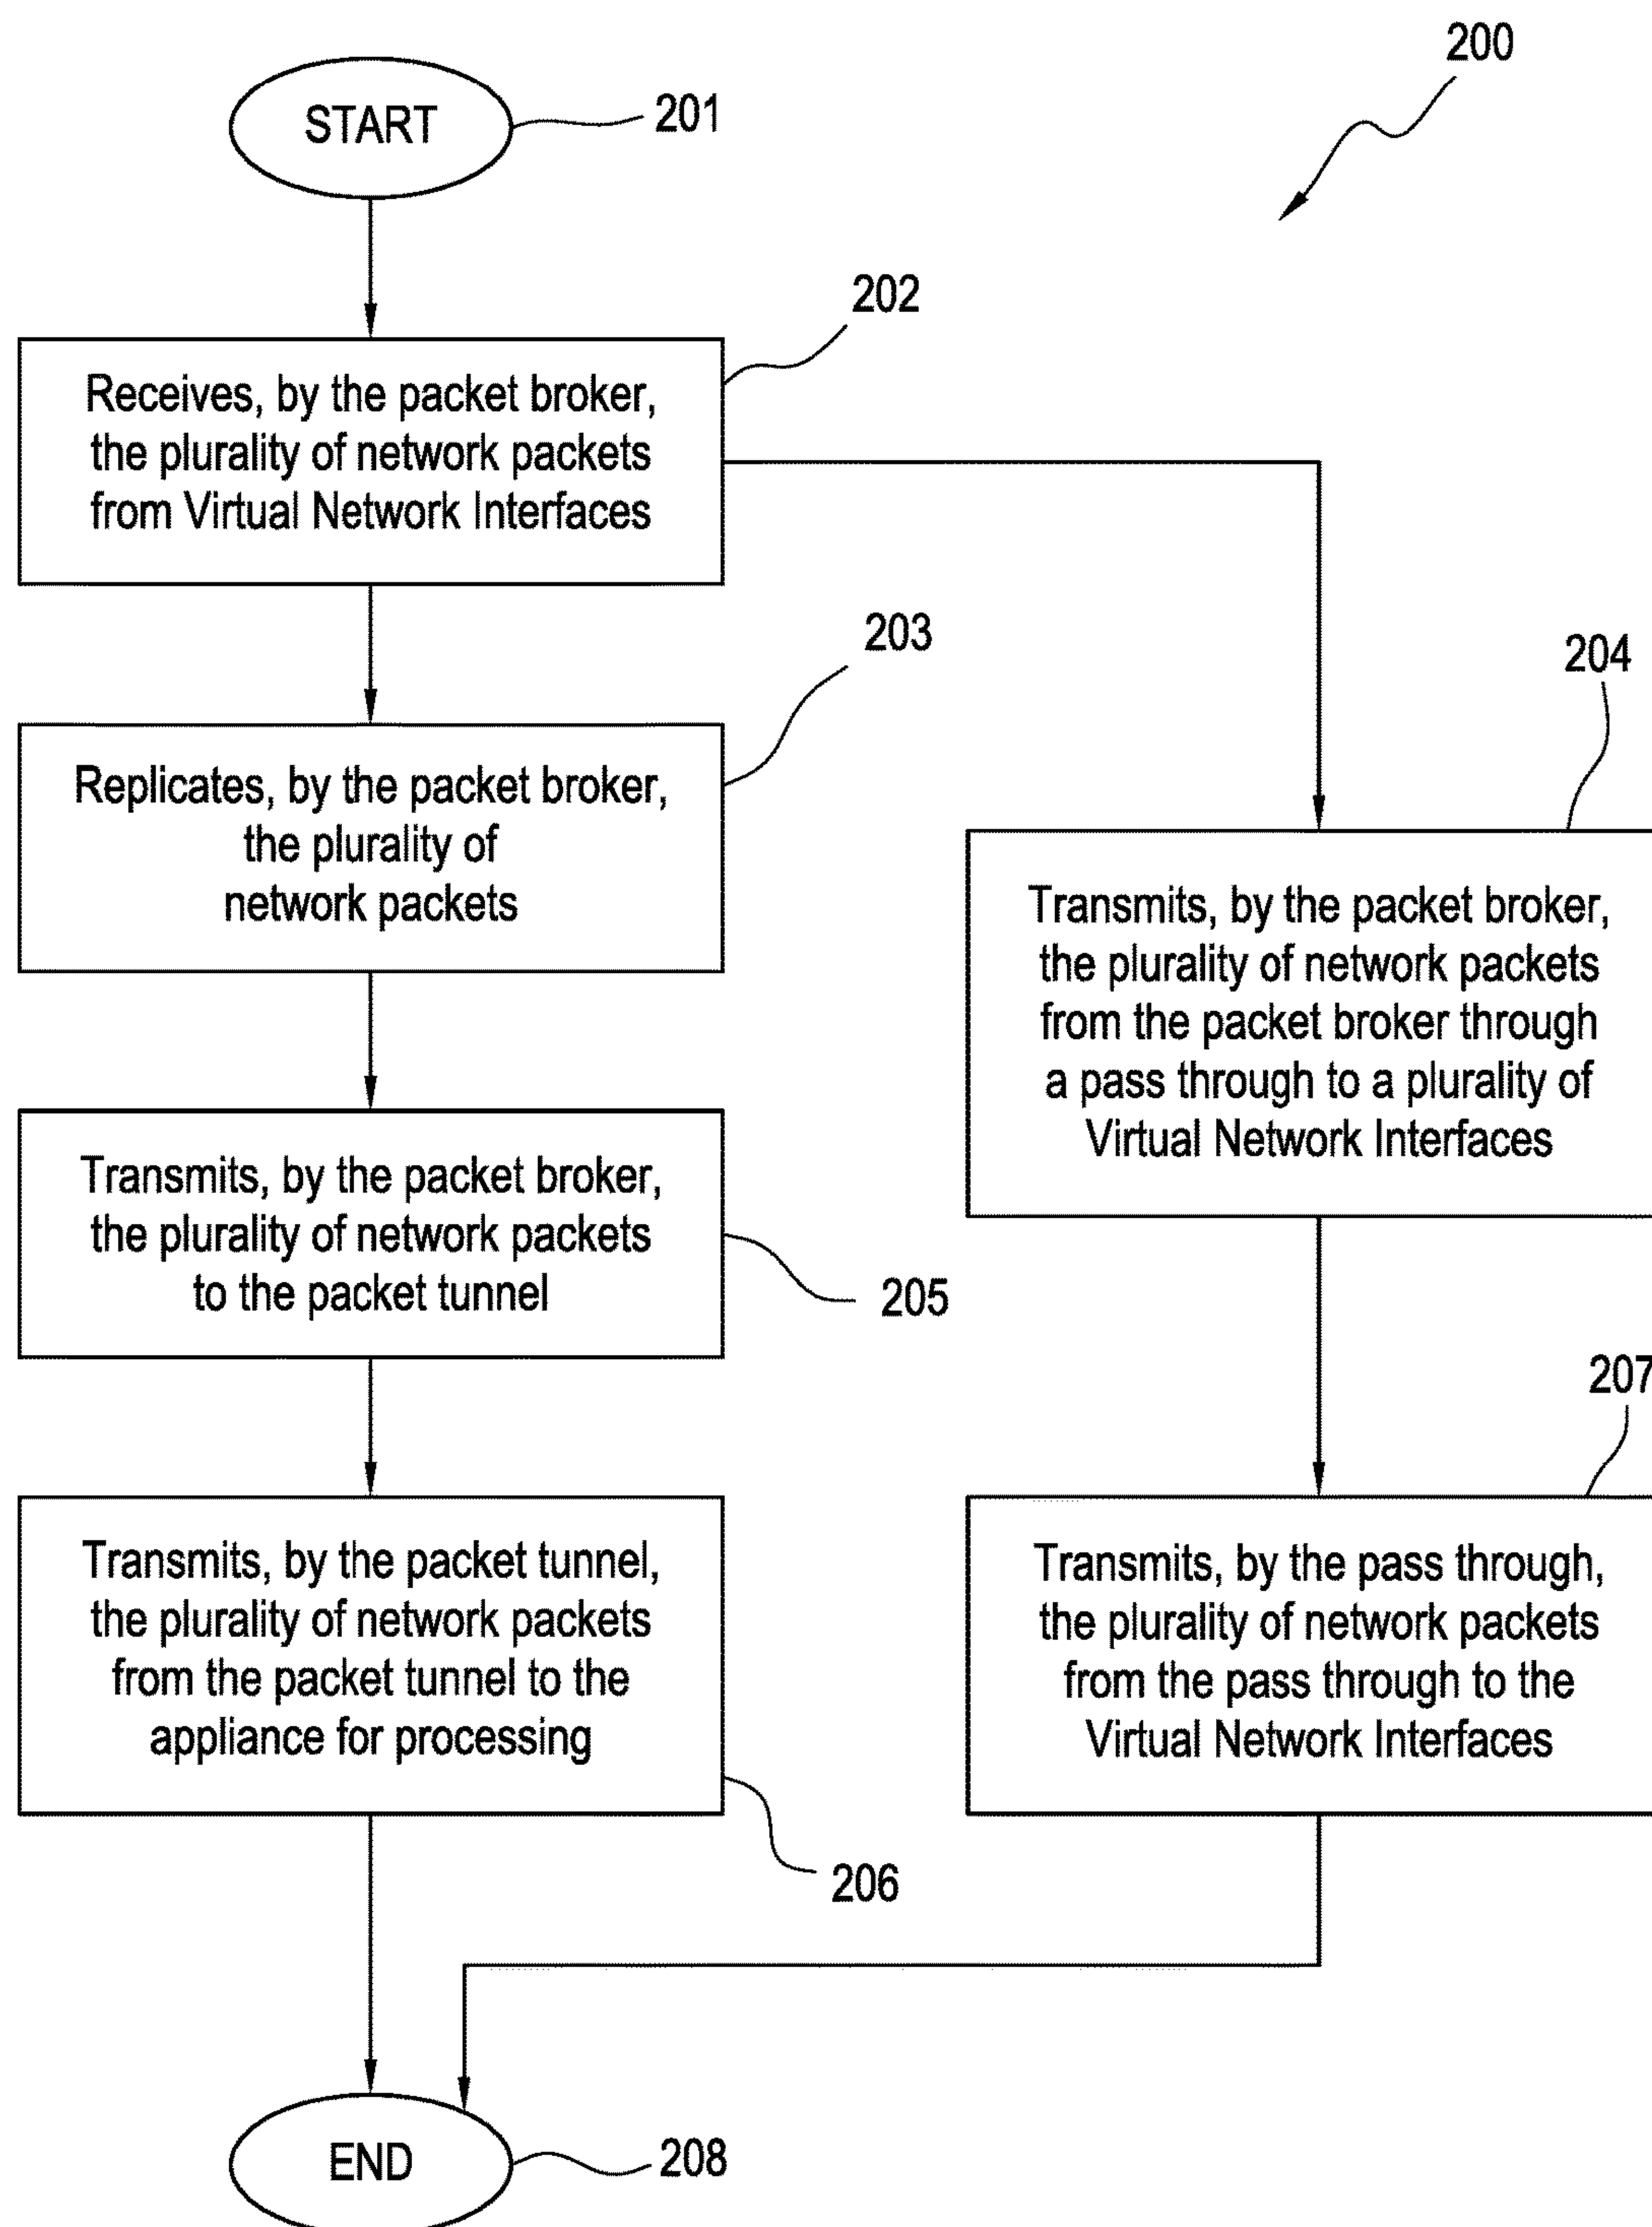 200
START
201
202
Receives, by the packet broker,
the plurality of network packets
from Virtual Network Interfaces
203
Replicates, by the packet broker,
the plurality of
network packets
204
Transmits, by the packet broker,
the plurality of network packets
from the packet broker through
a pass through to a plurality of
Virtual Network Interfaces
Transmits, by the packet broker,
the plurality of network packets
to the packet tunnel
205
207
Transmits, by the packet tunnel,
the plurality of network packets
from the packet tunnel to the
appliance for processing
206
Transmits, by the pass through,
the plurality of network packets
from the pass through to the
Virtual Network Interfaces
END
208